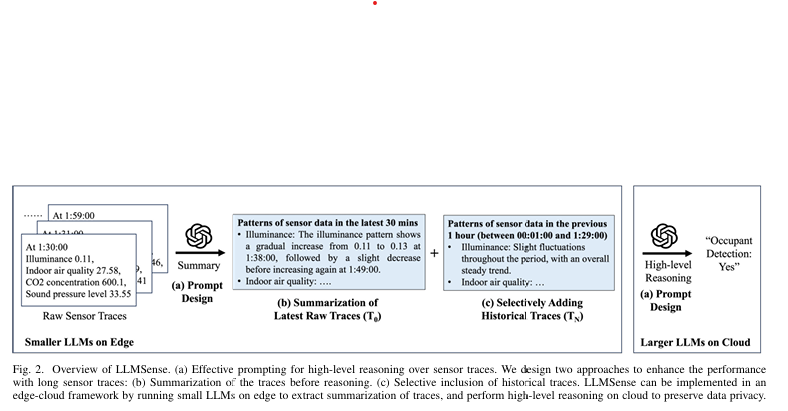 ...... At 1:59:00
At 1:31:00
46,
At 1:30:00
Illuminance 0.11,
Indoor air quality 27.58, 9,
CO2 concentration 600.1, 41
Sound pressure level 33.55
Raw Sensor Traces
Smaller LLMs on Edge
Summary
(a) Prompt
Design
Patterns of sensor data in the latest 30 mins
• Illuminance: The illuminance pattern shows
a gradual increase from 0.11 to 0.13 at
1:38:00, followed by a slight decrease
before increasing again at 1:49:00.
• Indoor air quality: ….
(b) Summarization of
Latest Raw Traces (T0)
+
Patterns of sensor data in the previous
1 hour (between 00:01:00 and 1:29:00)
• Illuminance: Slight fluctuations
throughout the period, with an overall
steady trend.
• Indoor air quality: …
(c) Selectively Adding
Historical Traces (TN)
High-level
Reasoning
(a) Prompt
Design
“Occupant
Detection:
Yes”
Larger LLMs on Cloud
Fig. 2. Overview of LLMSense. (a) Effective prompting for high-level reasoning over sensor traces. We design two approaches to enhance the performance
with long sensor traces: (b) Summarization of the traces before reasoning. (c) Selective inclusion of historical traces. LLMSense can be implemented in an
edge-cloud framework by running small LLMs on edge to extract summarization of traces, and perform high-level reasoning on cloud to preserve data privacy.